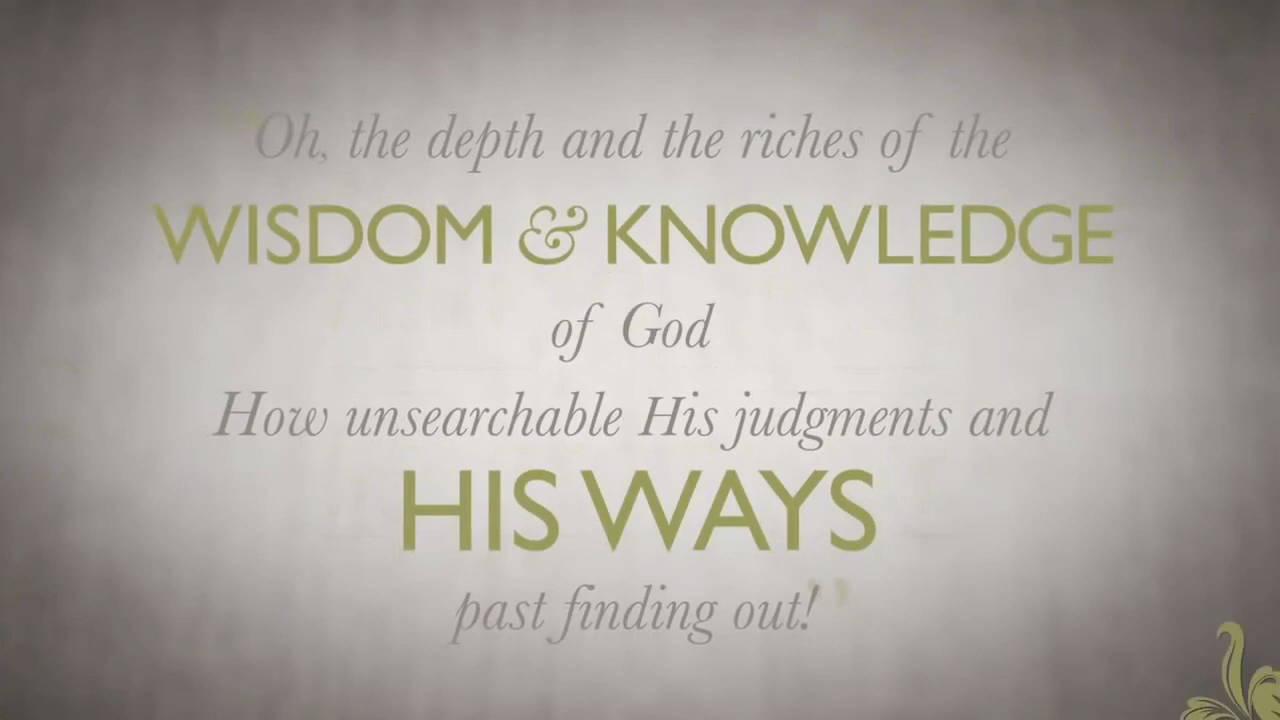 "Oh, the depth and the riches of the
WISDOM & KNOWLEDGE
of God
How unsearchable His judgments and
HIS WAYS
past finding out!"